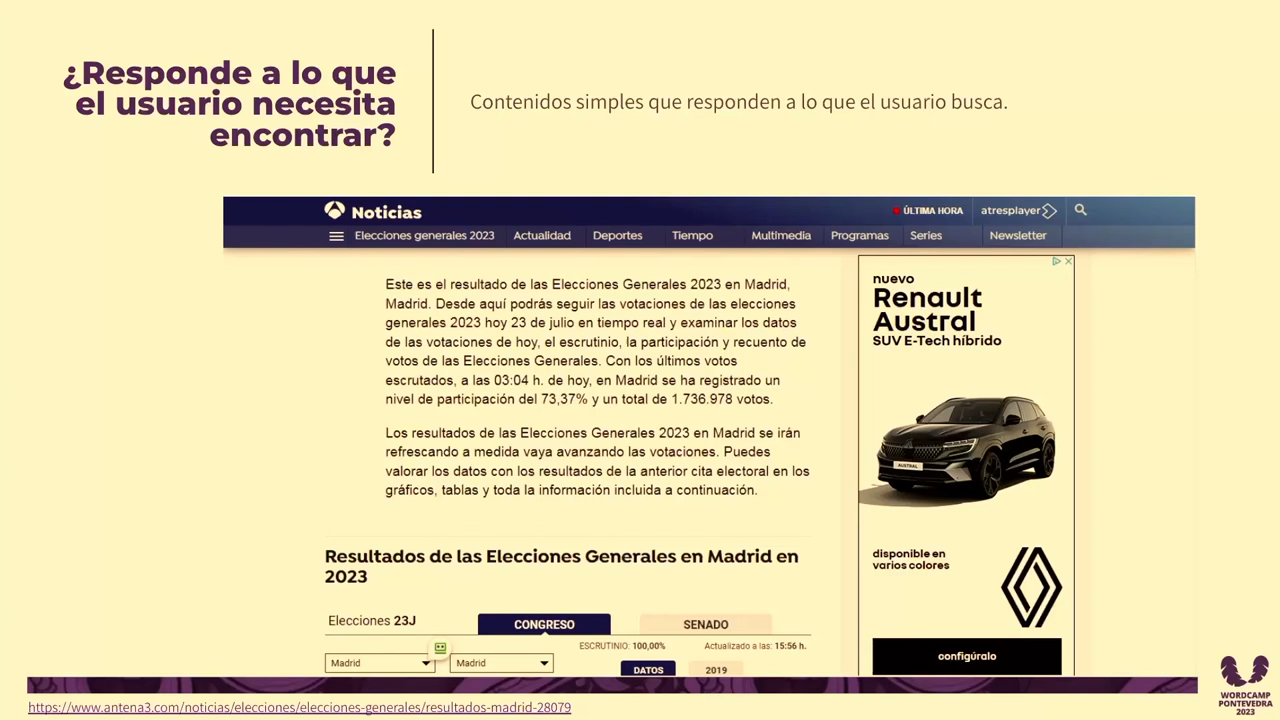 ¿Responde a lo que
el usuario necesita
encontrar?
Contenidos simples que responden a lo que el usuario busca.
Noticias
ÚLTIMA HORA
atresplayer
Elecciones generales 2023
Actualidad
Deportes
Tiempo
Multimedia
Programas
Series
Newsletter
Este es el resultado de las Elecciones Generales 2023 en Madrid,
Madrid. Desde aquí podrás seguir las votaciones de las elecciones
generales 2023 hoy 23 de julio en tiempo real y examinar los datos
de las votaciones de hoy, el escrutinio, la participación y recuento de
votos de las Elecciones Generales. Con los últimos votos
escrutados, a las 03:04 h. de hoy, en Madrid se ha registrado un
nivel de participación del 73,37% y un total de 1.736.978 votos.
Los resultados de las Elecciones Generales 2023 en Madrid se irán
refrescando a medida vaya avanzando las votaciones. Puedes
valorar los datos con los resultados de la anterior cita electoral en los
gráficos, tablas y toda la información incluida a continuación.
Resultados de las Elecciones Generales en Madrid en
2023
Elecciones 23J
CONGRESO
SENADO
ESCRUTINIO: 100,00%
Actualizado a las: 15:56 h.
Madrid
Madrid
DATOS
2019
nuevo
Renault
Austral
SUV E-Tech híbrido
AUSTRAL
disponible en
varios colores
configúralo
https://www.antena3.com/noticias/elecciones/elecciones-generales/resultados-madrid-28079
WORDCAMP
PONTEVEDRA
2023